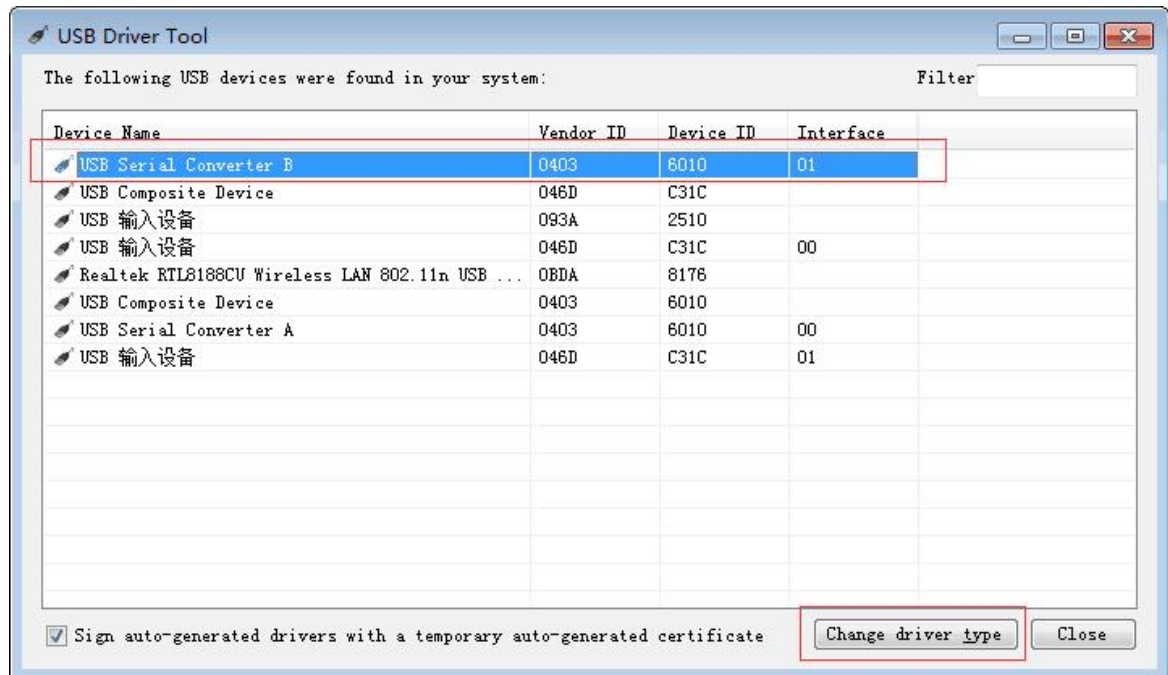 USB Driver Tool
The following USB devices were found in your system: Filter
Device Name Vendor ID Device ID Interface
USB Serial Converter B 0403 6010 01
USB Composite Device 046D C31C
USB 输入设备 093A 2510
USB 输入设备 046D C31C 00
Realtek RTL8188CU Wireless LAN 802.11n USB ... 0BDA 8176
USB Composite Device 0403 6010
USB Serial Converter A 0403 6010 00
USB 输入设备 046D C31C 01
Sign auto-generated drivers with a temporary auto-generated certificate Change driver type Close